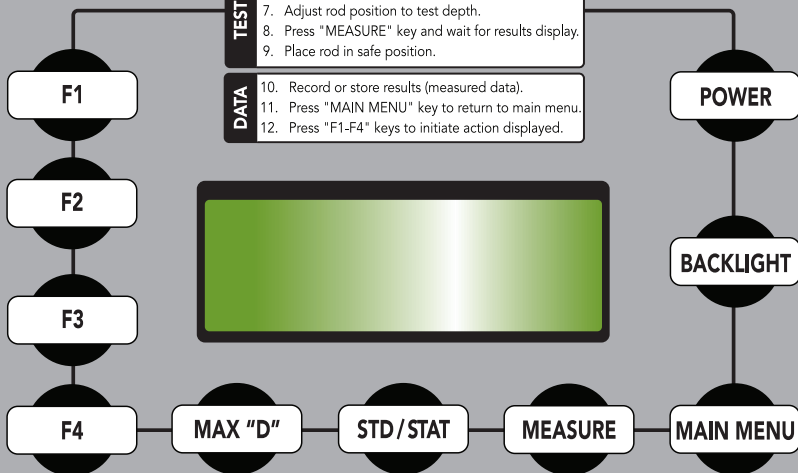 TEST
7. Adjust rod position to test depth.
8. Press "MEASURE" key and wait for results display.
9. Place rod in safe position.
DATA
10. Record or store results (measured data).
11. Press "MAIN MENU" key to return to main menu.
12. Press "F1-F4" keys to initiate action displayed.
F1
POWER
F2
BACKLIGHT
F3
F4
MAX "D"
STD/STAT
MEASURE
MAIN MENU